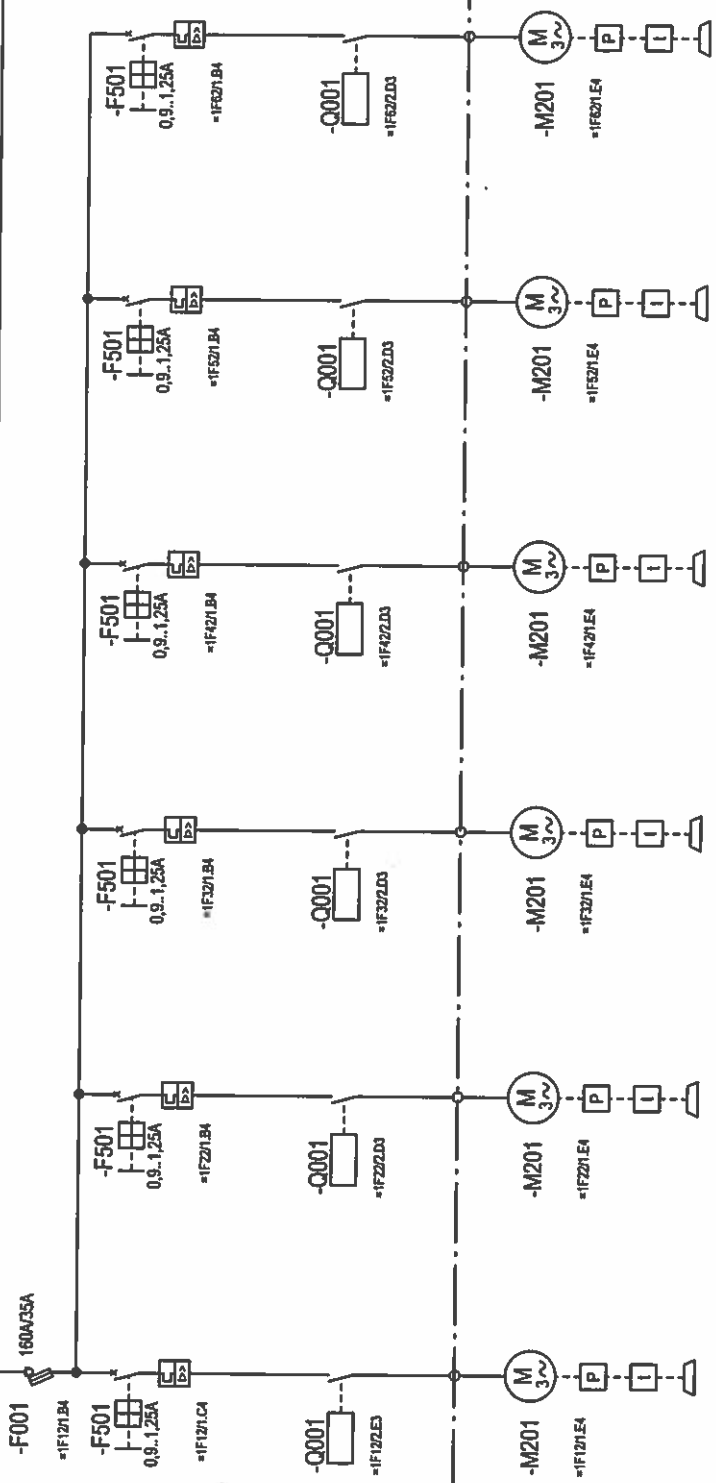 -F001
160A/35A
=1F12/1.B4
-F501
0,9..1,25A
=1F12/1.C4
-Q001
=1F12/2.E3
M
3~
-M201
=1F12/1.E4
P
I
-F501
0,9..1,25A
=1F22/1.B4
-Q001
=1F22/2.D3
M
3~
-M201
=1F22/1.E4
P
I
-F501
0,9..1,25A
=1F32/1.B4
-Q001
=1F32/2.D3
M
3~
-M201
=1F32/1.E4
P
I
-F501
0,9..1,25A
=1F42/1.B4
-Q001
=1F42/2.D3
M
3~
-M201
=1F42/1.E4
P
I
-F501
0,9..1,25A
=1F52/1.B4
-Q001
=1F52/2.D3
M
3~
-M201
=1F52/1.E4
P
I
-F501
0,9..1,25A
=1F62/1.B4
-Q001
=1F62/2.D3
M
3~
-M201
=1F62/1.E4
P
I